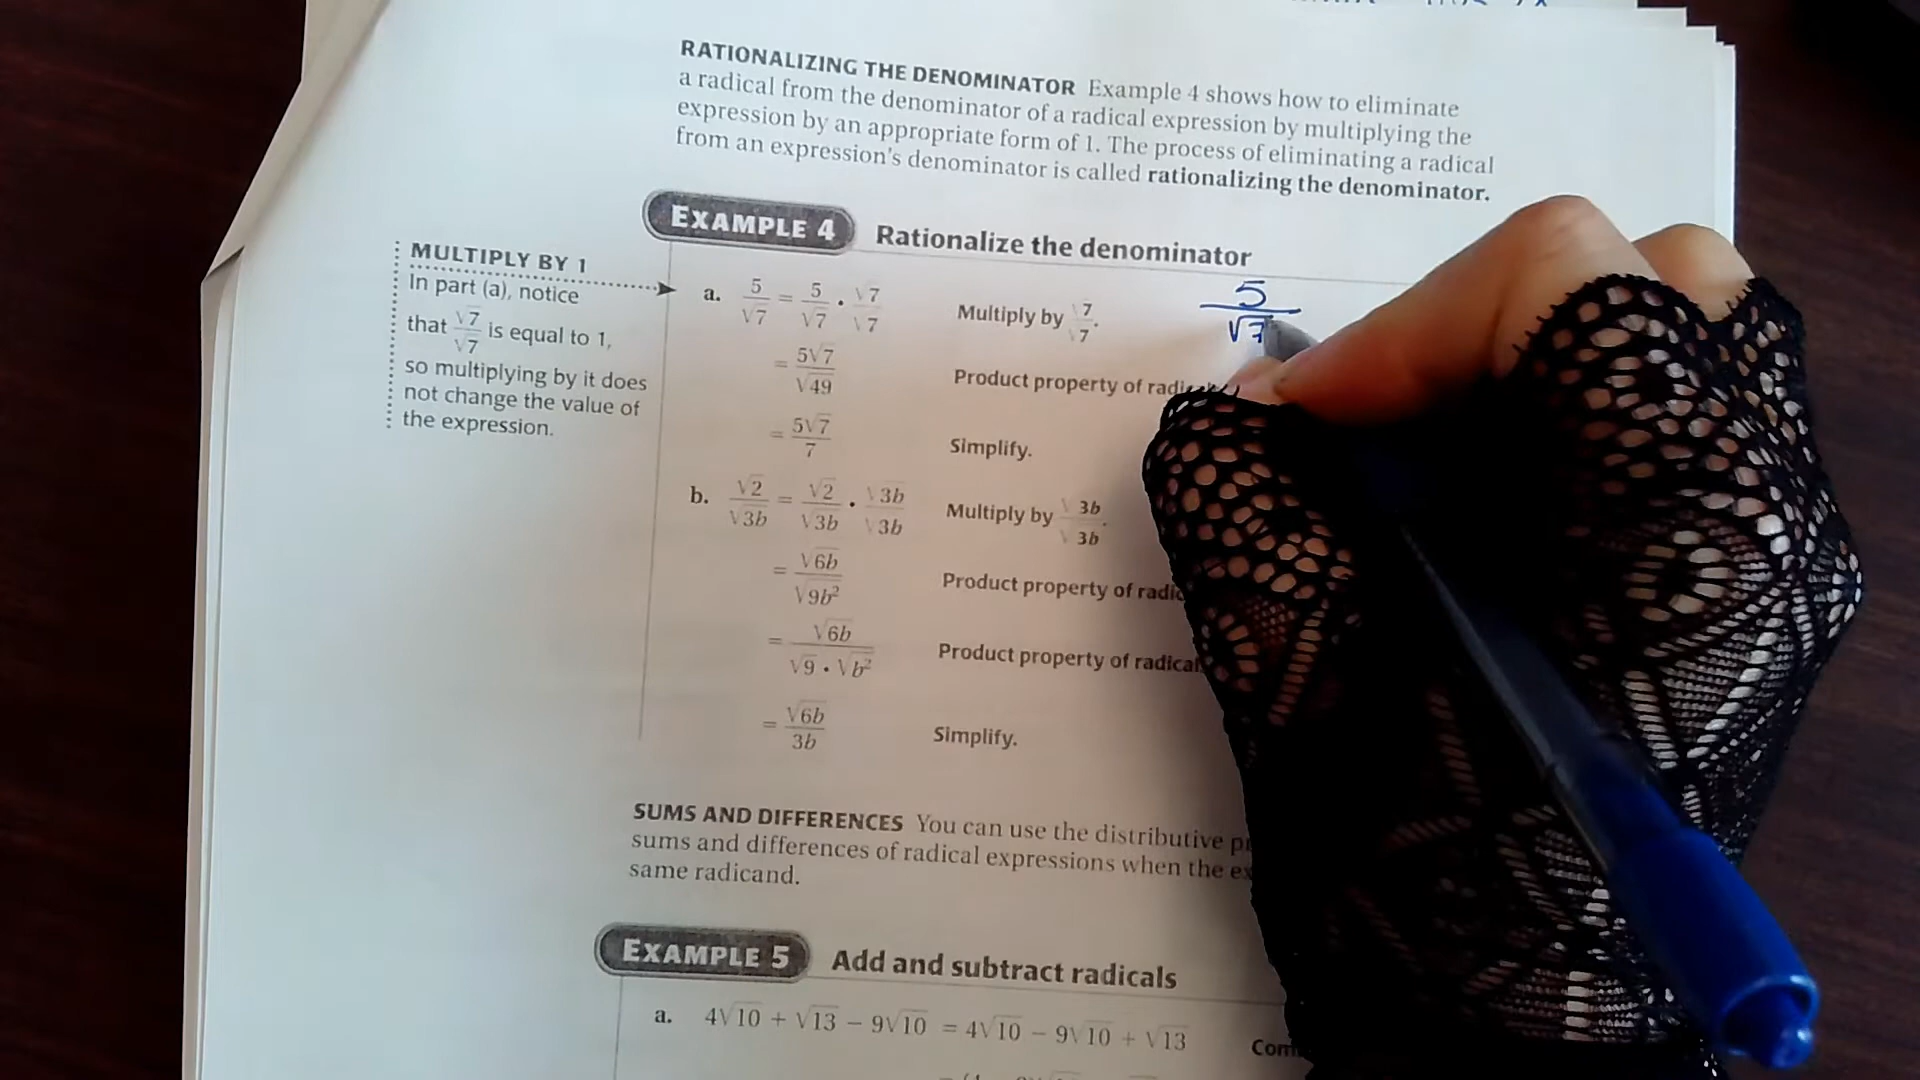 RATIONALIZING THE DENOMINATOR Example 4 shows how to eliminate
a radical from the denominator of a radical expression by multiplying the
expression by an appropriate form of 1. The process of eliminating a radical
from an expression's denominator is called rationalizing the denominator.
EXAMPLE 4 Rationalize the denominator
MULTIPLY BY 1
In part (a), notice
that √7/√7 is equal to 1,
so multiplying by it does
not change the value of
the expression.
a. 5/√7 = 5/√7 • √7/√7 Multiply by √7/√7.
= 5√7/√49 Product property of
= 5√7/7 Simplify.
5/√7
b. √2/√3b = √2/√3b • √3b/√3b Multiply by √3b/√3b.
= √6b/√9b² Product property of
= √6b/√9 • √b² Product property of
= √6b/3b Simplify.
SUMS AND DIFFERENCES You can use the distributive
sums and differences of radical expressions when the
same radicand.
EXAMPLE 5 Add and subtract radicals
a. 4√10 + √13 − 9√10 = 4√10 − 9√10 + √13